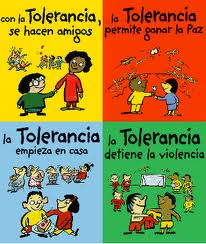 con la Tolerancia,
se hacen amigos
la Tolerancia
permite ganar la Paz
la Tolerancia
empieza en casa
la Tolerancia
detiene la violencia